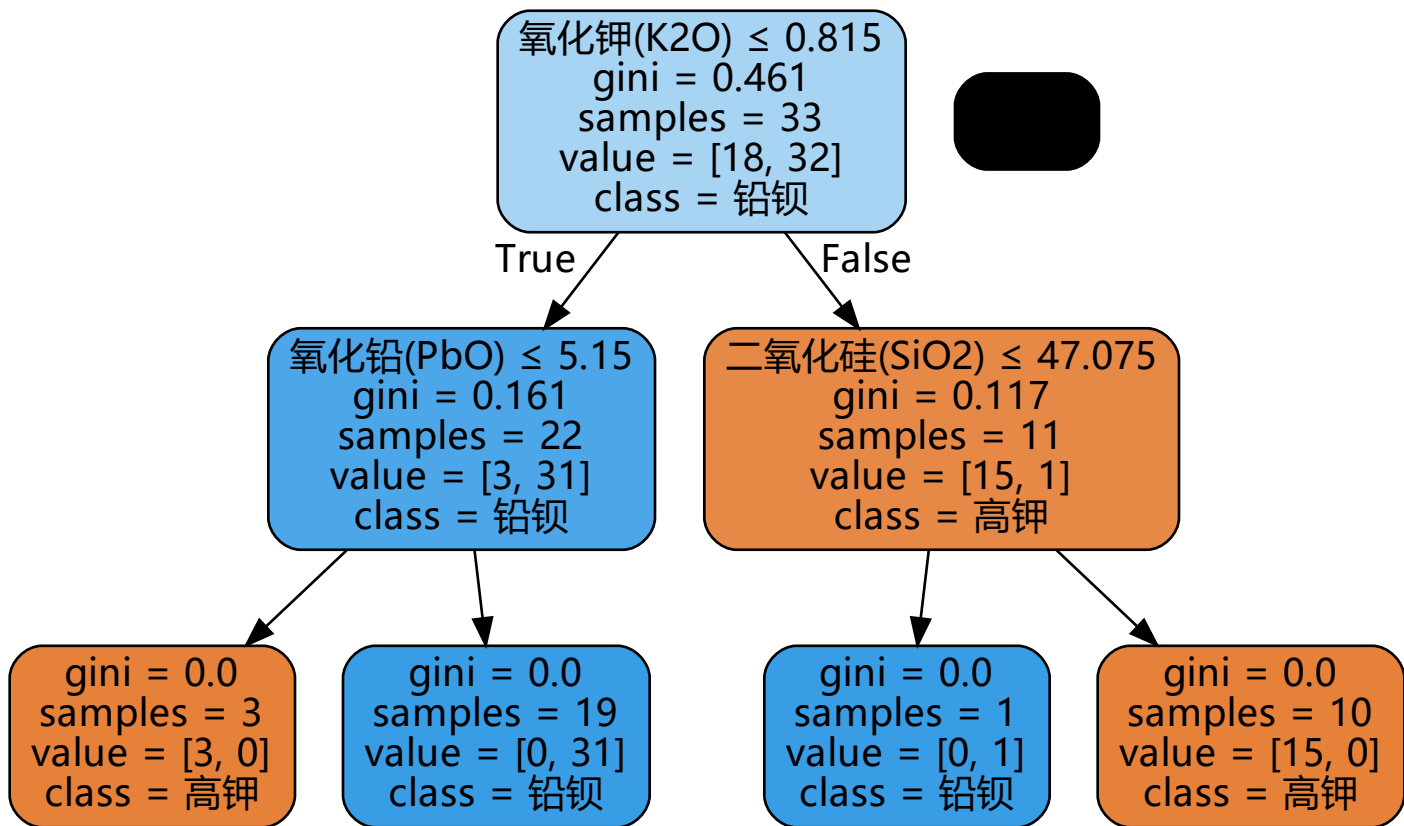 氧化钾(K2O) ≤ 0.815
gini = 0.461
samples = 33
value = [18, 32]
class = 铅钡
True
False
氧化铅(PbO) ≤ 5.15
gini = 0.161
samples = 22
value = [3, 31]
class = 铅钡
二氧化硅(SiO2) ≤ 47.075
gini = 0.117
samples = 11
value = [15, 1]
class = 高钾
gini = 0.0
samples = 3
value = [3, 0]
class = 高钾
gini = 0.0
samples = 19
value = [0, 31]
class = 铅钡
gini = 0.0
samples = 1
value = [0, 1]
class = 铅钡
gini = 0.0
samples = 10
value = [15, 0]
class = 高钾